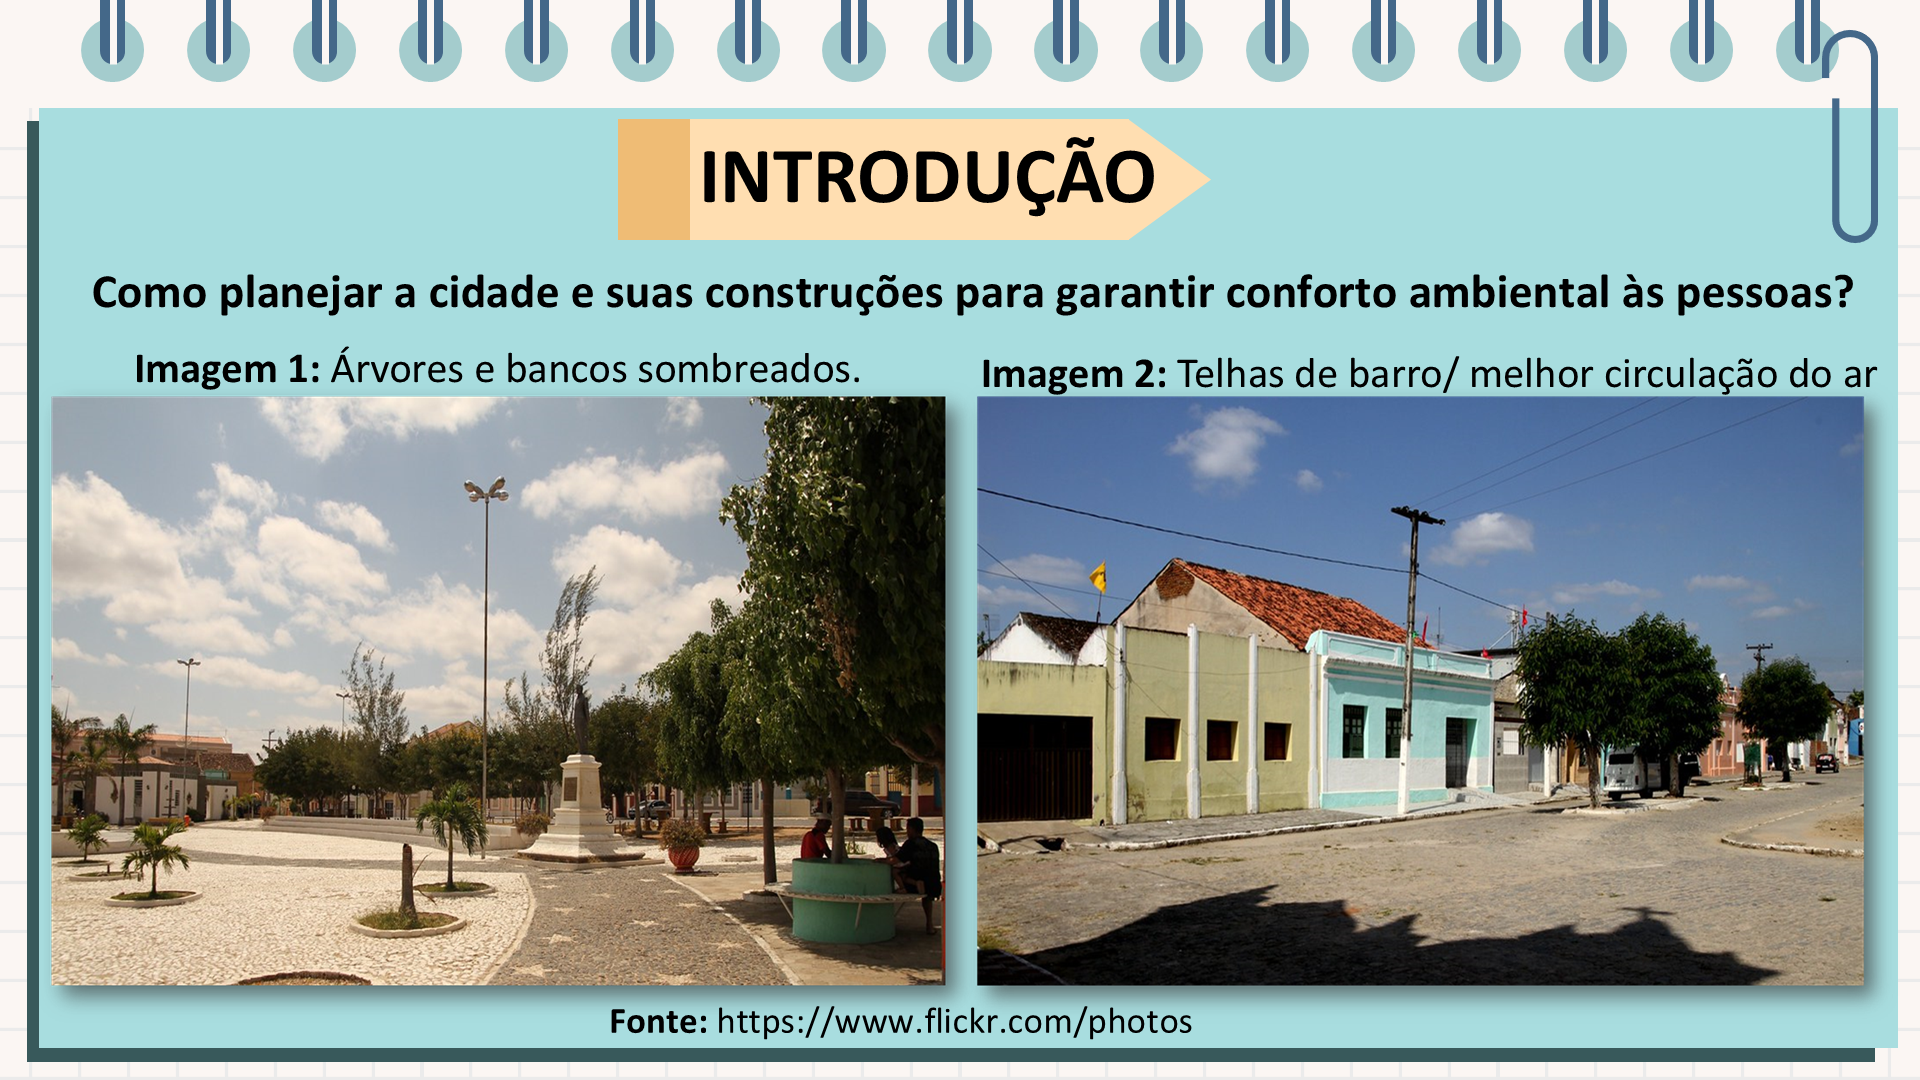 INTRODUÇÃO
Como planejar a cidade e suas construções para garantir conforto ambiental às pessoas?
Imagem 1: Árvores e bancos sombreados.
Imagem 2: Telhas de barro/ melhor circulação do ar
Fonte: https://www.flickr.com/photos